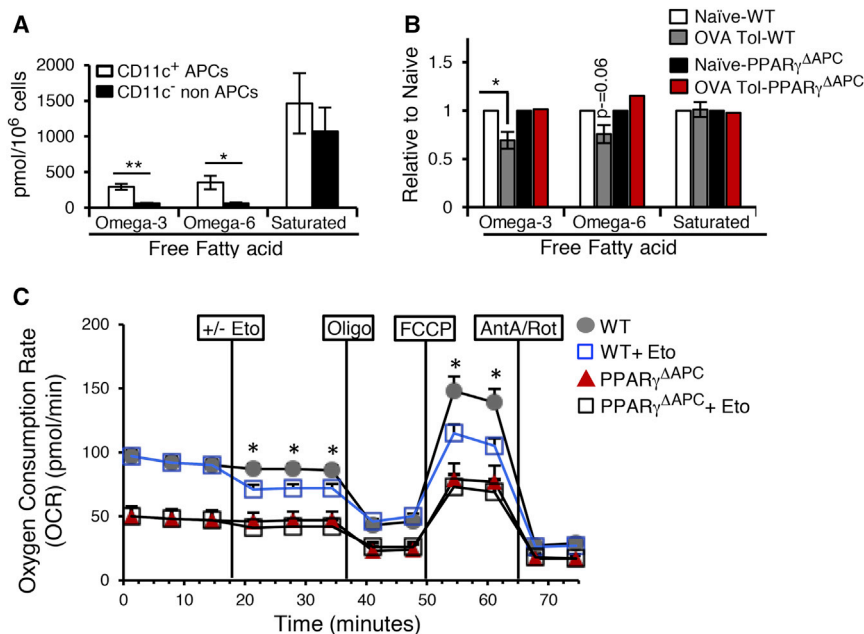 A
pmol/10⁶ cells
2000
1500
1000
500
0
CD11c⁺ APCs
CD11c⁻ non APCs
**
*
Omega-3 Omega-6 Saturated
Free Fatty acid
B
Relative to Naive
2
1.5
1
0.5
0
Naïve-WT
OVA Tol-WT
Naïve-PPARγ^ΔAPC
OVA Tol-PPARγ^ΔAPC
*
p-=0.06
Omega-3 Omega-6 Saturated
Free Fatty acid
C
Oxygen Consumption Rate
(OCR) (pmol/min)
200
150
100
50
0
+/- Eto
Oligo
FCCP
AntA/Rot
* * *
* *
WT
WT+ Eto
PPARγ^ΔAPC
PPARγ^ΔAPC+ Eto
0 10 20 30 40 50 60 70
Time (minutes)